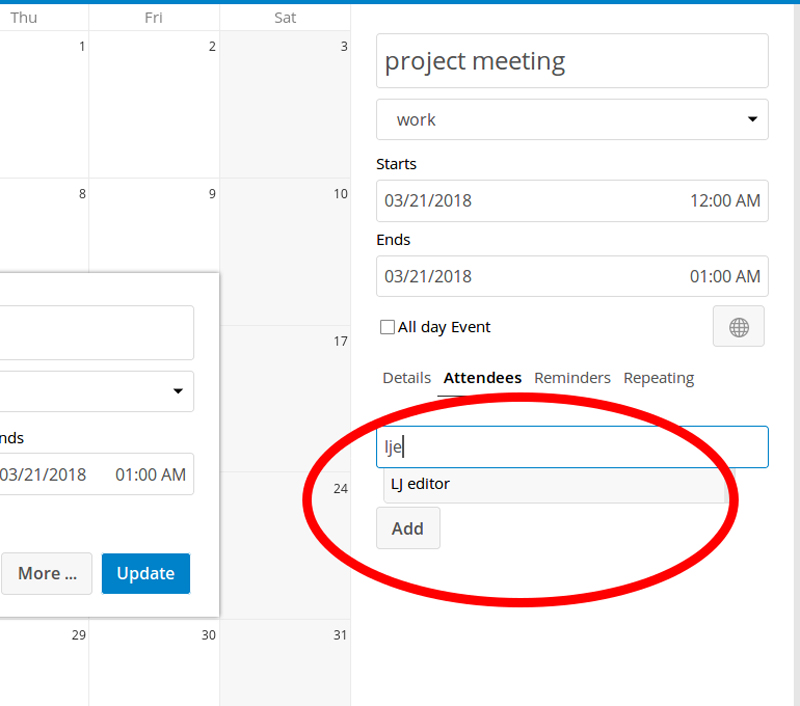 Thu Fri Sat
1 2 3
8 9 10
17
24
29 30 31
nds
03/21/2018 01:00 AM
More ... Update
project meeting
work
Starts
03/21/2018 12:00 AM
Ends
03/21/2018 01:00 AM
All day Event
Details Attendees Reminders Repeating
lje
LJ editor
Add